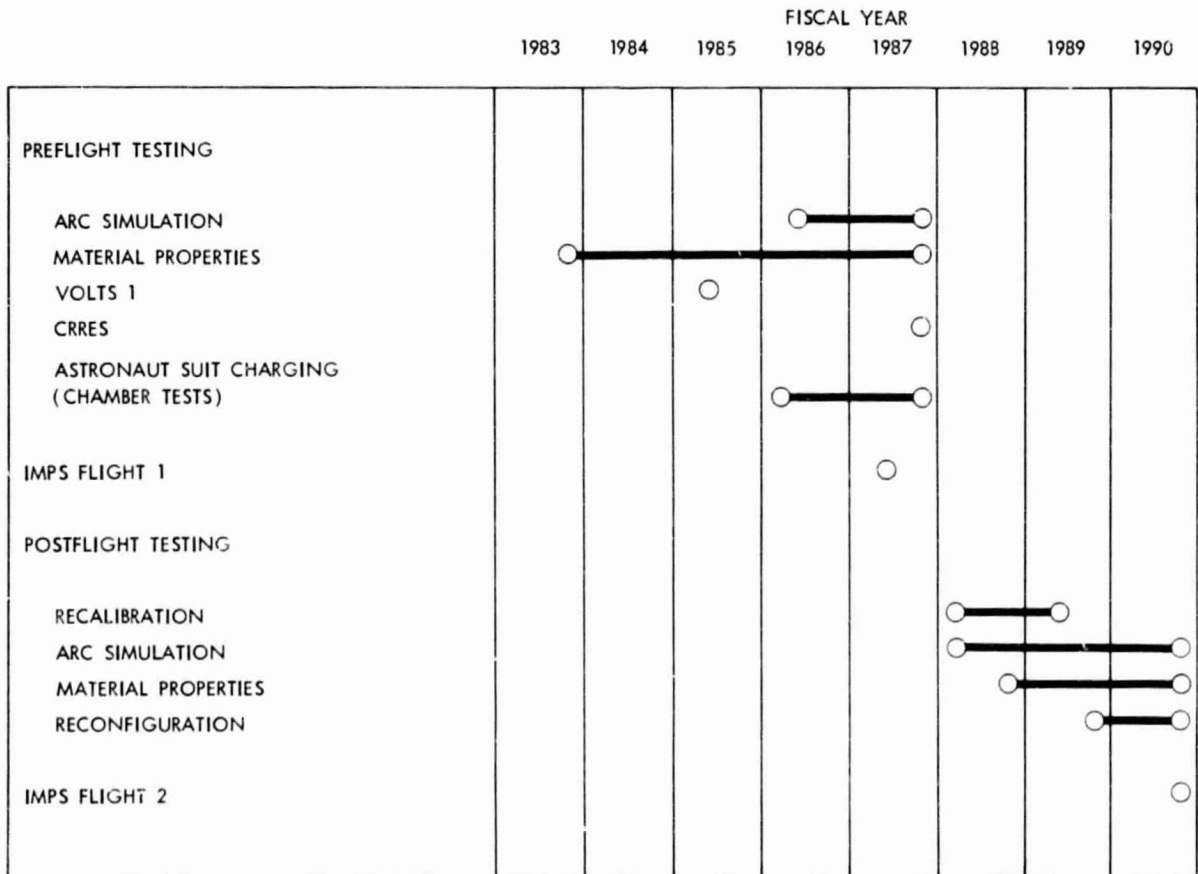 FISCAL YEAR
1983 1984 1985 1986 1987 1988 1989 1990
PREFLIGHT TESTING
ARC SIMULATION
MATERIAL PROPERTIES
VOLTS 1
CRRES
ASTRONAUT SUIT CHARGING
(CHAMBER TESTS)
IMPS FLIGHT 1
POSTFLIGHT TESTING
RECALIBRATION
ARC SIMULATION
MATERIAL PROPERTIES
RECONFIGURATION
IMPS FLIGHT 2